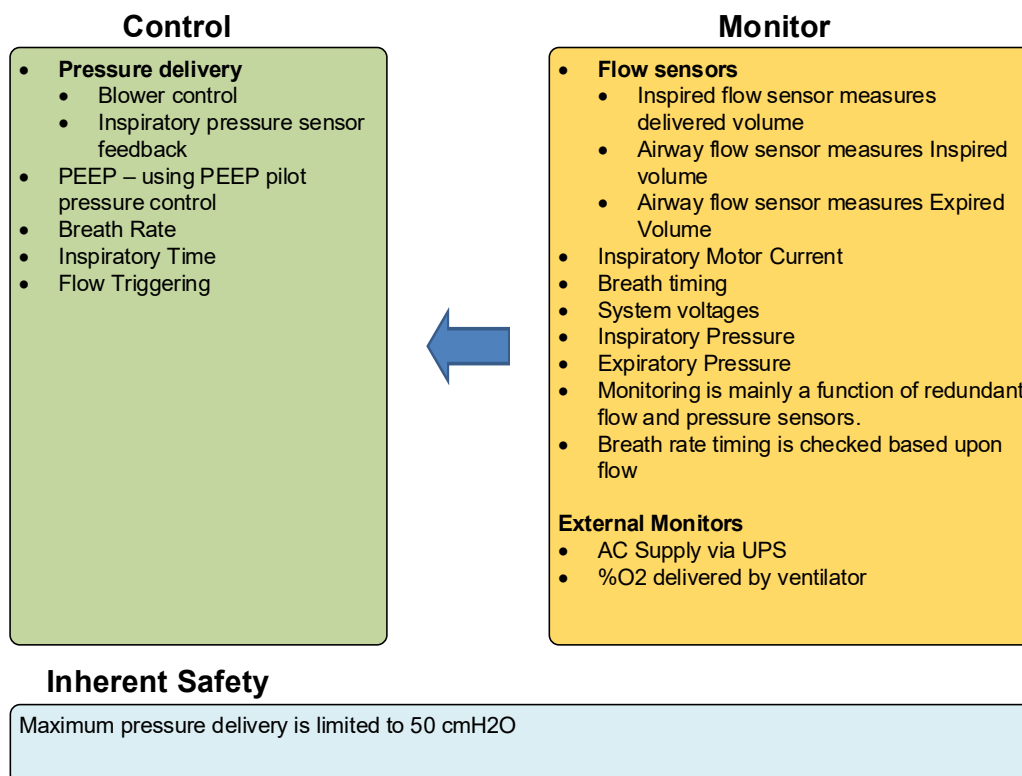 Control
• Pressure delivery
• Blower control
• Inspiratory pressure sensor
feedback
• PEEP – using PEEP pilot
pressure control
• Breath Rate
• Inspiratory Time
• Flow Triggering
Monitor
• Flow sensors
• Inspired flow sensor measures
delivered volume
• Airway flow sensor measures Inspired
volume
• Airway flow sensor measures Expired
Volume
• Inspiratory Motor Current
• Breath timing
• System voltages
• Inspiratory Pressure
• Expiratory Pressure
• Monitoring is mainly a function of redundant
flow and pressure sensors.
• Breath rate timing is checked based upon
flow
External Monitors
• AC Supply via UPS
• %O2 delivered by ventilator
Inherent Safety
Maximum pressure delivery is limited to 50 cmH2O